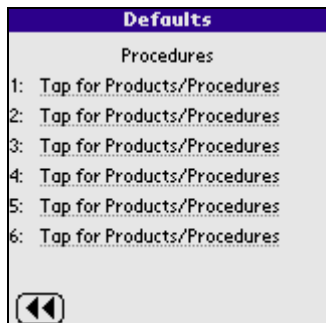 Defaults
Procedures
1: Tap for Products/Procedures
2: Tap for Products/Procedures
3: Tap for Products/Procedures
4: Tap for Products/Procedures
5: Tap for Products/Procedures
6: Tap for Products/Procedures